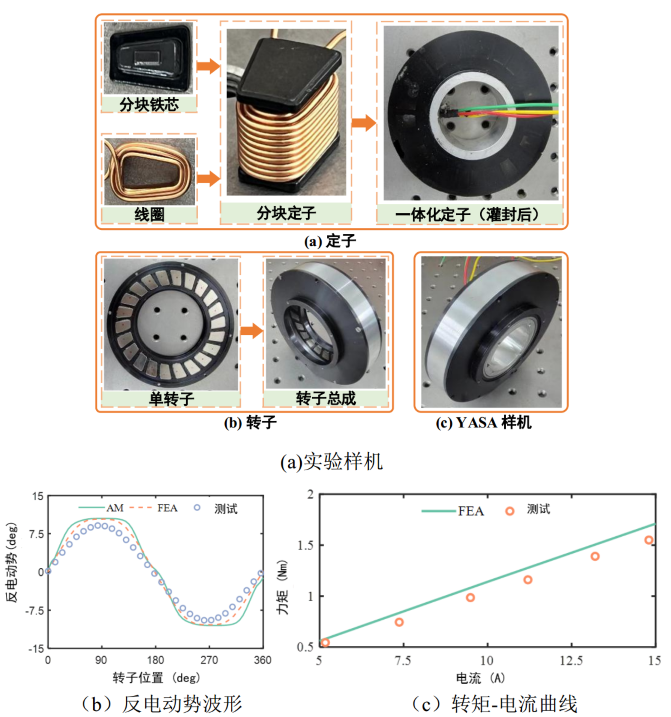 分块铁芯
线圈
分块定子
一体化定子（灌封后）
(a) 定子
单转子
转子总成
(b) 转子
(c) YASA 样机
(a)实验样机
15
7.5
0
-7.5
-15
反电动势(deg)
AM
FEA
测试
0
90
180
270
360
转子位置 (deg)
（b）反电动势波形
2
1.5
1
0.5
力矩 (Nm)
FEA
测试
5
7.5
10
12.5
15
电流 (A)
（c）转矩-电流曲线